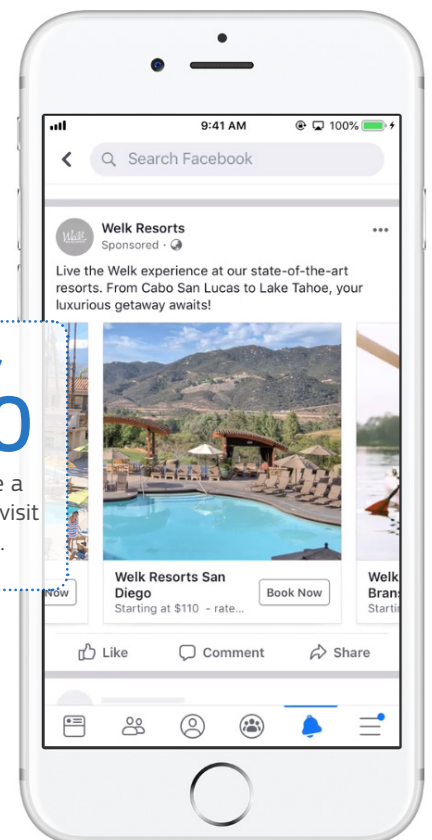 9:41 AM
100%
Search Facebook
Welk
Welk Resorts
Sponsored ·
Live the Welk experience at our state-of-the-art
resorts. From Cabo San Lucas to Lake Tahoe, your
luxurious getaway awaits!
a
visit
.
Now
Welk Resorts San
Diego
Starting at $110 - rate...
Book Now
Welk
Like
Comment
Share